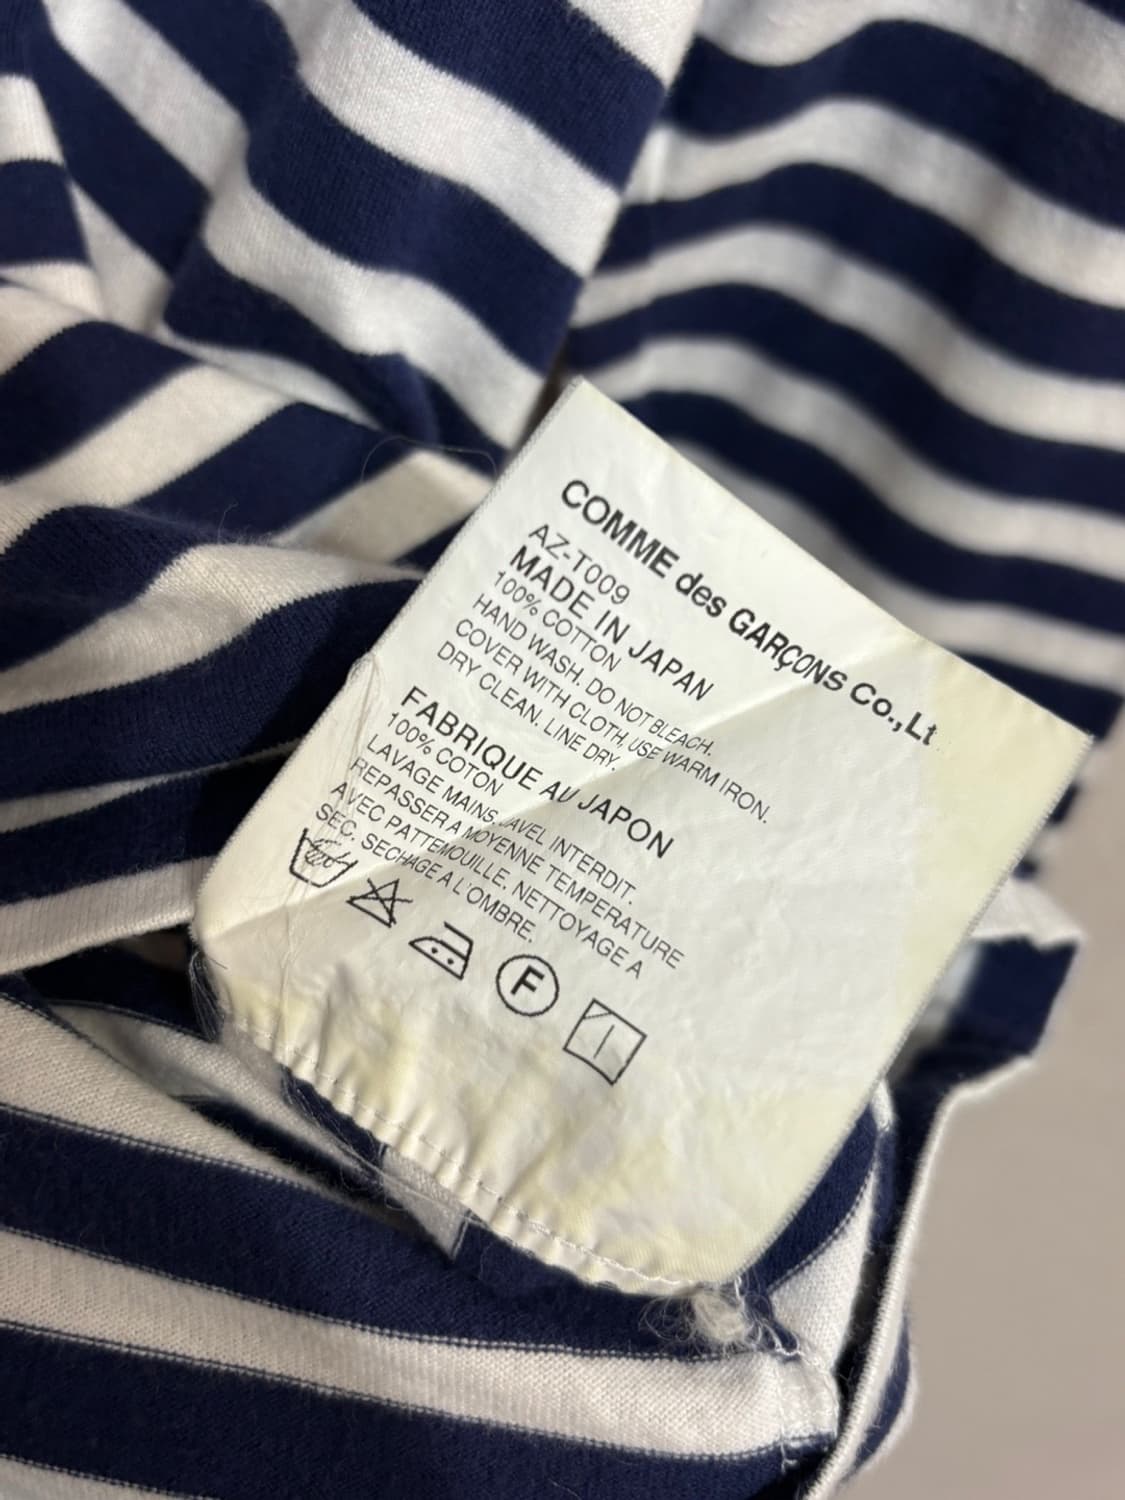 COMME des GARÇONS Co., Lt
AZ-T009
MADE IN JAPAN
100% COTTON
HAND WASH. DO NOT BLEACH.
COVER WITH CLOTH, USE WARM IRON.
DRY CLEAN. LINE DRY.
FABRIQUE AU JAPON
100% COTON
LAVAGE MAINS. JAVEL INTERDIT.
REPASSER A MOYENNE TEMPERATURE
AVEC PATTEMOUILLE. NETTOYAGE A
SEC. SECHAGE A L'OMBRE.
F